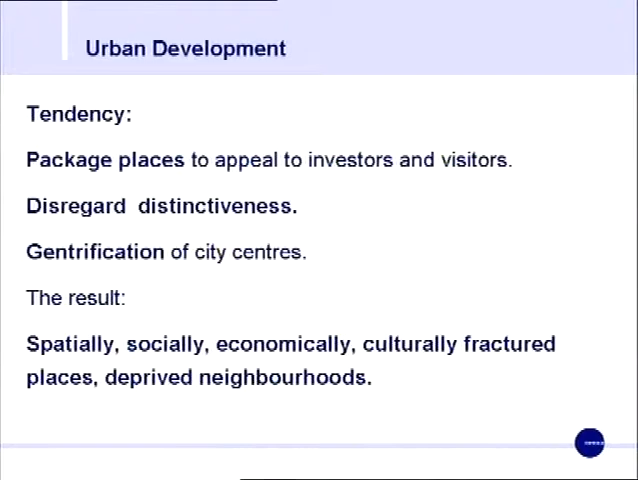 Urban Development
Tendency:
Package places to appeal to investors and visitors.
Disregard distinctiveness.
Gentrification of city centres.
The result:
Spatially, socially, economically, culturally fractured
places, deprived neighbourhoods.